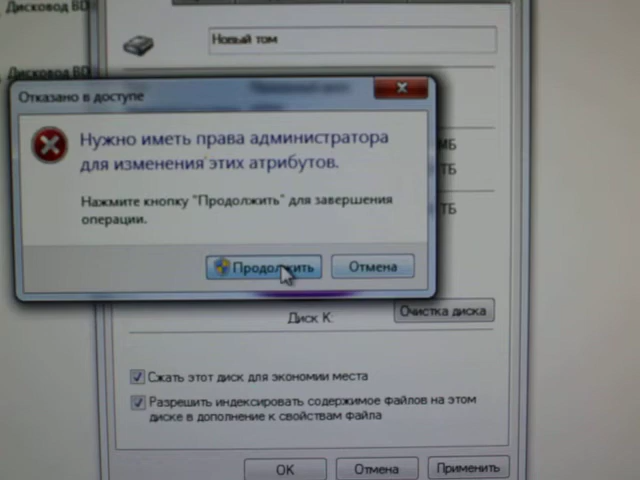 Дисковод BD
Новый том
Дисковод BD
Отказано в доступе
Нужно иметь права администратора
для изменения этих атрибутов.
МБ
ТБ
Нажмите кнопку "Продолжить" для завершения
операции.
ТБ
Продолжить
Отмена
Диск K:
Очистка диска
Сжать этот диск для экономии места
Разрешить индексировать содержимое файлов на этом
диске в дополнение к свойствам файла
OK
Отмена
Применить